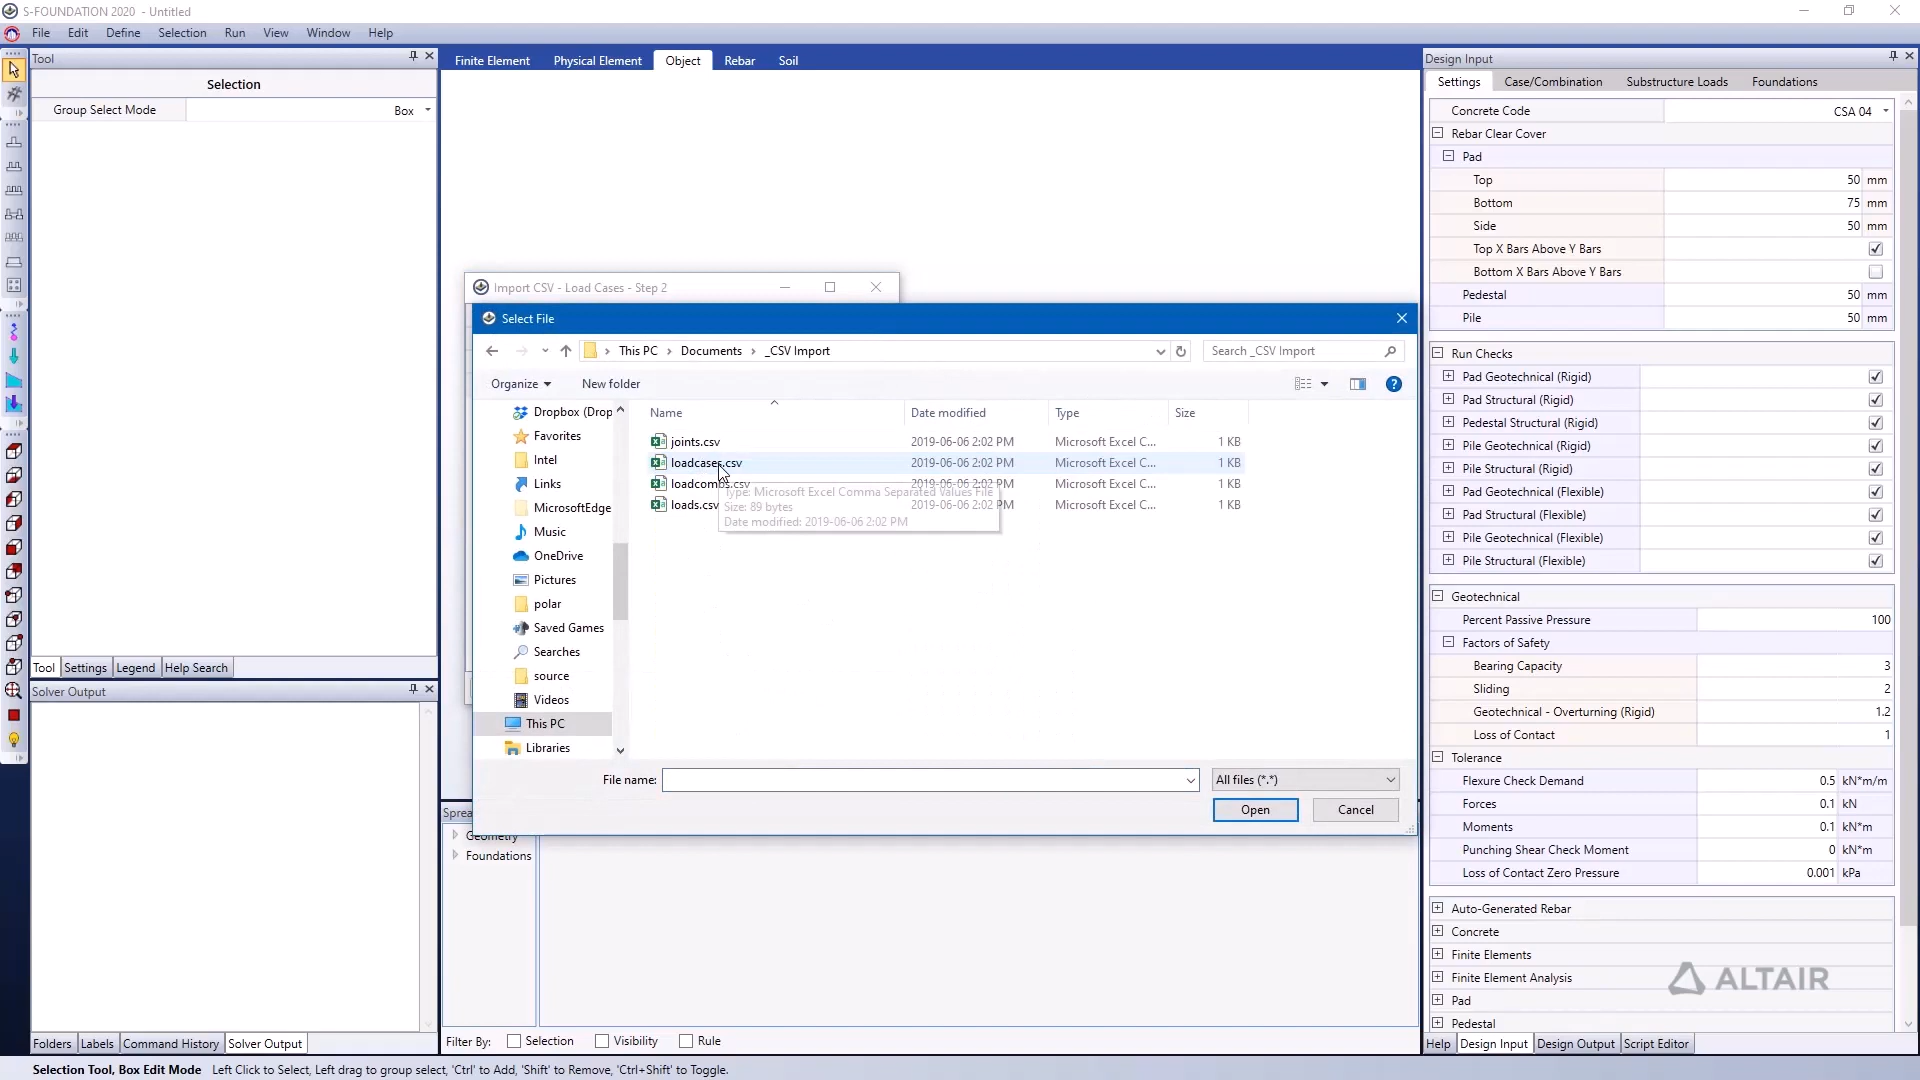 S-FOUNDATION 2020 - Untitled
File Edit Define Selection Run View Window Help
Tool
Selection
Group Select Mode Box
Tool Settings Legend Help Search
Solver Output
Folders Labels Command History Solver Output
Finite Element Physical Element Object Rebar Soil
Import CSV - Load Cases - Step 2
Select File
This PC > Documents > _CSV Import
Search _CSV Import
Organize New folder
Dropbox (Drop
Favorites
Intel
Links
MicrosoftEdge
Music
OneDrive
Pictures
polar
Saved Games
Searches
source
Videos
This PC
Libraries
Name Date modified Type Size
joints.csv 2019-06-06 2:02 PM Microsoft Excel C... 1 KB
loadcases.csv 2019-06-06 2:02 PM Microsoft Excel C... 1 KB
loadcombs.csv 2019-06-06 2:02 PM Microsoft Excel C... 1 KB
loads.csv 2019-06-06 2:02 PM Microsoft Excel C... 1 KB
Type: Microsoft Excel Comma Separated Values File
Size: 89 bytes
Date modified: 2019-06-06 2:02 PM
File name: All files (*.*)
Open Cancel
Sprea
Geometry
Foundations
Filter By: Selection Visibility Rule
Design Input
Settings Case/Combination Substructure Loads Foundations
Concrete Code CSA 04
Rebar Clear Cover
Pad
Top 50 mm
Bottom 75 mm
Side 50 mm
Top X Bars Above Y Bars
Bottom X Bars Above Y Bars
Pedestal 50 mm
Pile 50 mm
Run Checks
Pad Geotechnical (Rigid)
Pad Structural (Rigid)
Pedestal Structural (Rigid)
Pile Geotechnical (Rigid)
Pile Structural (Rigid)
Pad Geotechnical (Flexible)
Pad Structural (Flexible)
Pile Geotechnical (Flexible)
Pile Structural (Flexible)
Geotechnical
Percent Passive Pressure 100
Factors of Safety
Bearing Capacity 3
Sliding 2
Geotechnical - Overturning (Rigid) 1.2
Loss of Contact 1
Tolerance
Flexure Check Demand 0.5 kN*m/m
Forces 0.1 kN
Moments 0.1 kN*m
Punching Shear Check Moment 0 kN*m
Loss of Contact Zero Pressure 0.001 kPa
Auto-Generated Rebar
Concrete
Finite Elements
Finite Element Analysis
Pad
Pedestal
ALTAIR
Help Design Input Design Output Script Editor
Selection Tool, Box Edit Mode Left Click to Select, Left drag to group select, 'Ctrl' to Add, 'Shift' to Remove, 'Ctrl+Shift' to Toggle.